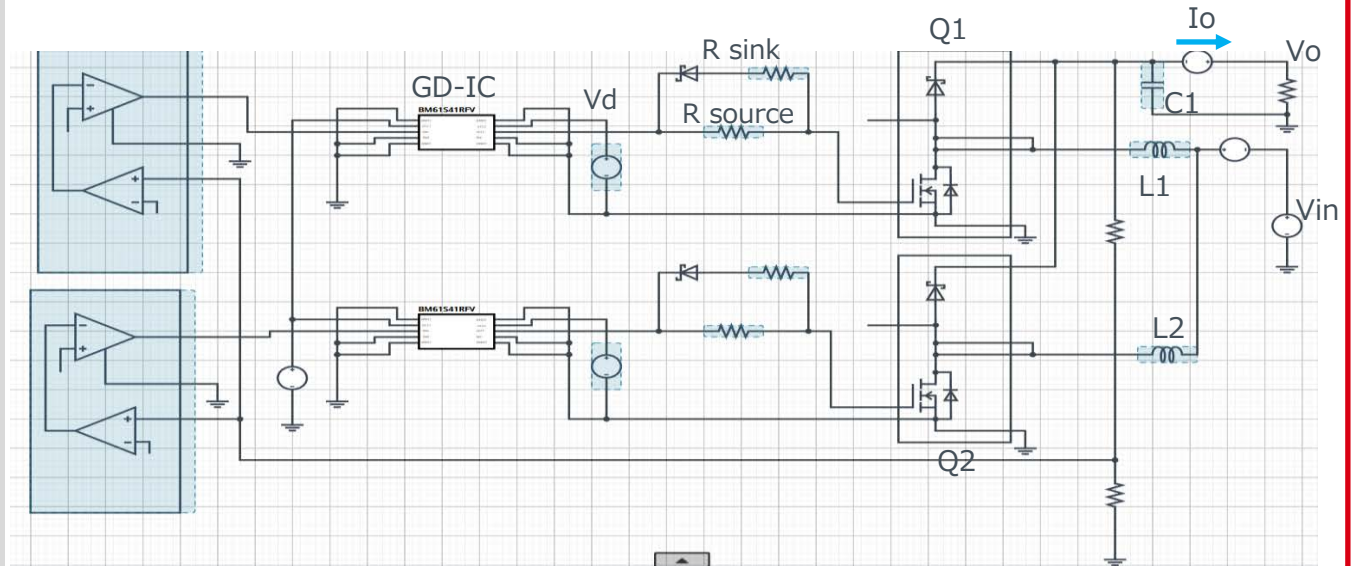 Io
Q1
Vo
R sink
GD-IC
Vd
BM61S41RFV
R source
C1
L1
Vin
BM61S41RFV
L2
Q2